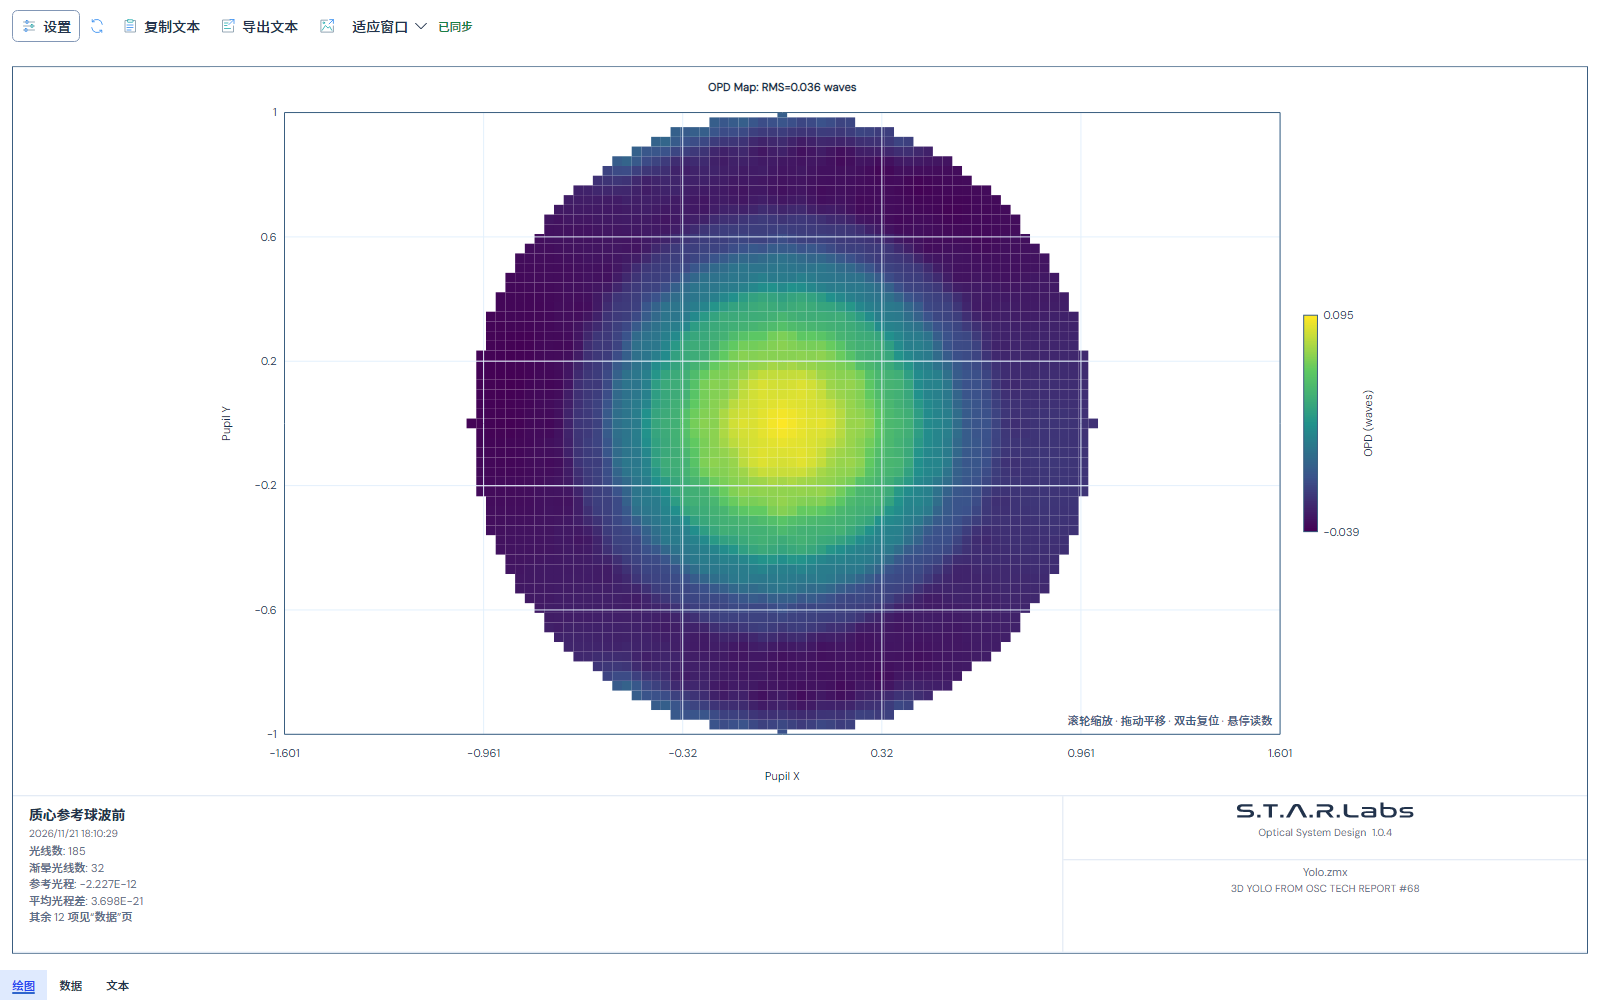 设置
复制文本
导出文本
适应窗口
已同步
OPD Map: RMS=0.036 waves
1
0.6
0.2
−0.2
−0.6
−1
Pupil Y
−1.601
−0.961
−0.32
0.32
0.961
1.601
Pupil X
滚轮缩放 · 拖动平移 · 双击复位 · 悬停读数
0.095
−0.039
OPD (waves)
质心参考球波前
2026/11/21 18:10:29
光线数: 185
渐晕光线数: 32
参考光程: -2.227E-12
平均光程差: 3.698E-21
其余 12 项见“数据”页
S.T.A.R.Labs
Optical System Design 1.0.4
Yolo.zmx
3D YOLO FROM OSC TECH REPORT #68
绘图
数据
文本